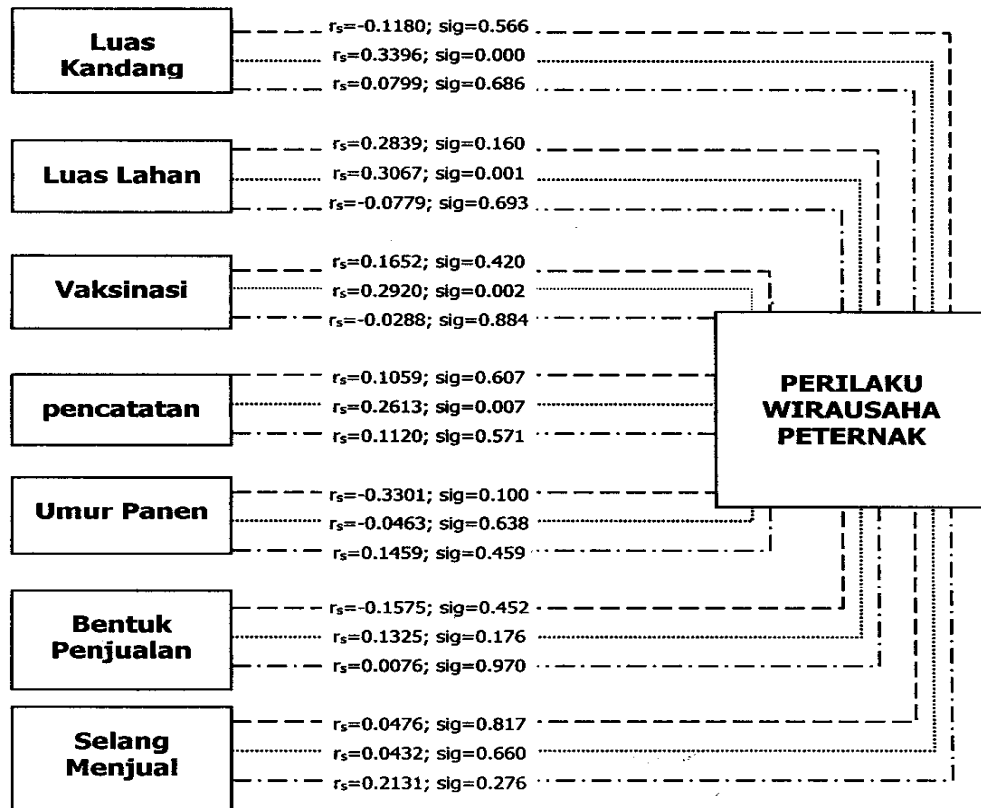 Luas
Kandang
rₛ=-0.1180; sig=0.566
rₛ=0.3396; sig=0.000
rₛ=0.0799; sig=0.686
Luas Lahan
rₛ=0.2839; sig=0.160
rₛ=0.3067; sig=0.001
rₛ=-0.0779; sig=0.693
Vaksinasi
rₛ=0.1652; sig=0.420
rₛ=0.2920; sig=0.002
rₛ=-0.0288; sig=0.884
pencatatan
rₛ=0.1059; sig=0.607
rₛ=0.2613; sig=0.007
rₛ=0.1120; sig=0.571
Umur Panen
rₛ=-0.3301; sig=0.100
rₛ=-0.0463; sig=0.638
rₛ=0.1459; sig=0.459
Bentuk
Penjualan
rₛ=-0.1575; sig=0.452
rₛ=0.1325; sig=0.176
rₛ=0.0076; sig=0.970
Selang
Menjual
rₛ=0.0476; sig=0.817
rₛ=0.0432; sig=0.660
rₛ=0.2131; sig=0.276
PERILAKU
WIRAUSAHA
PETERNAK